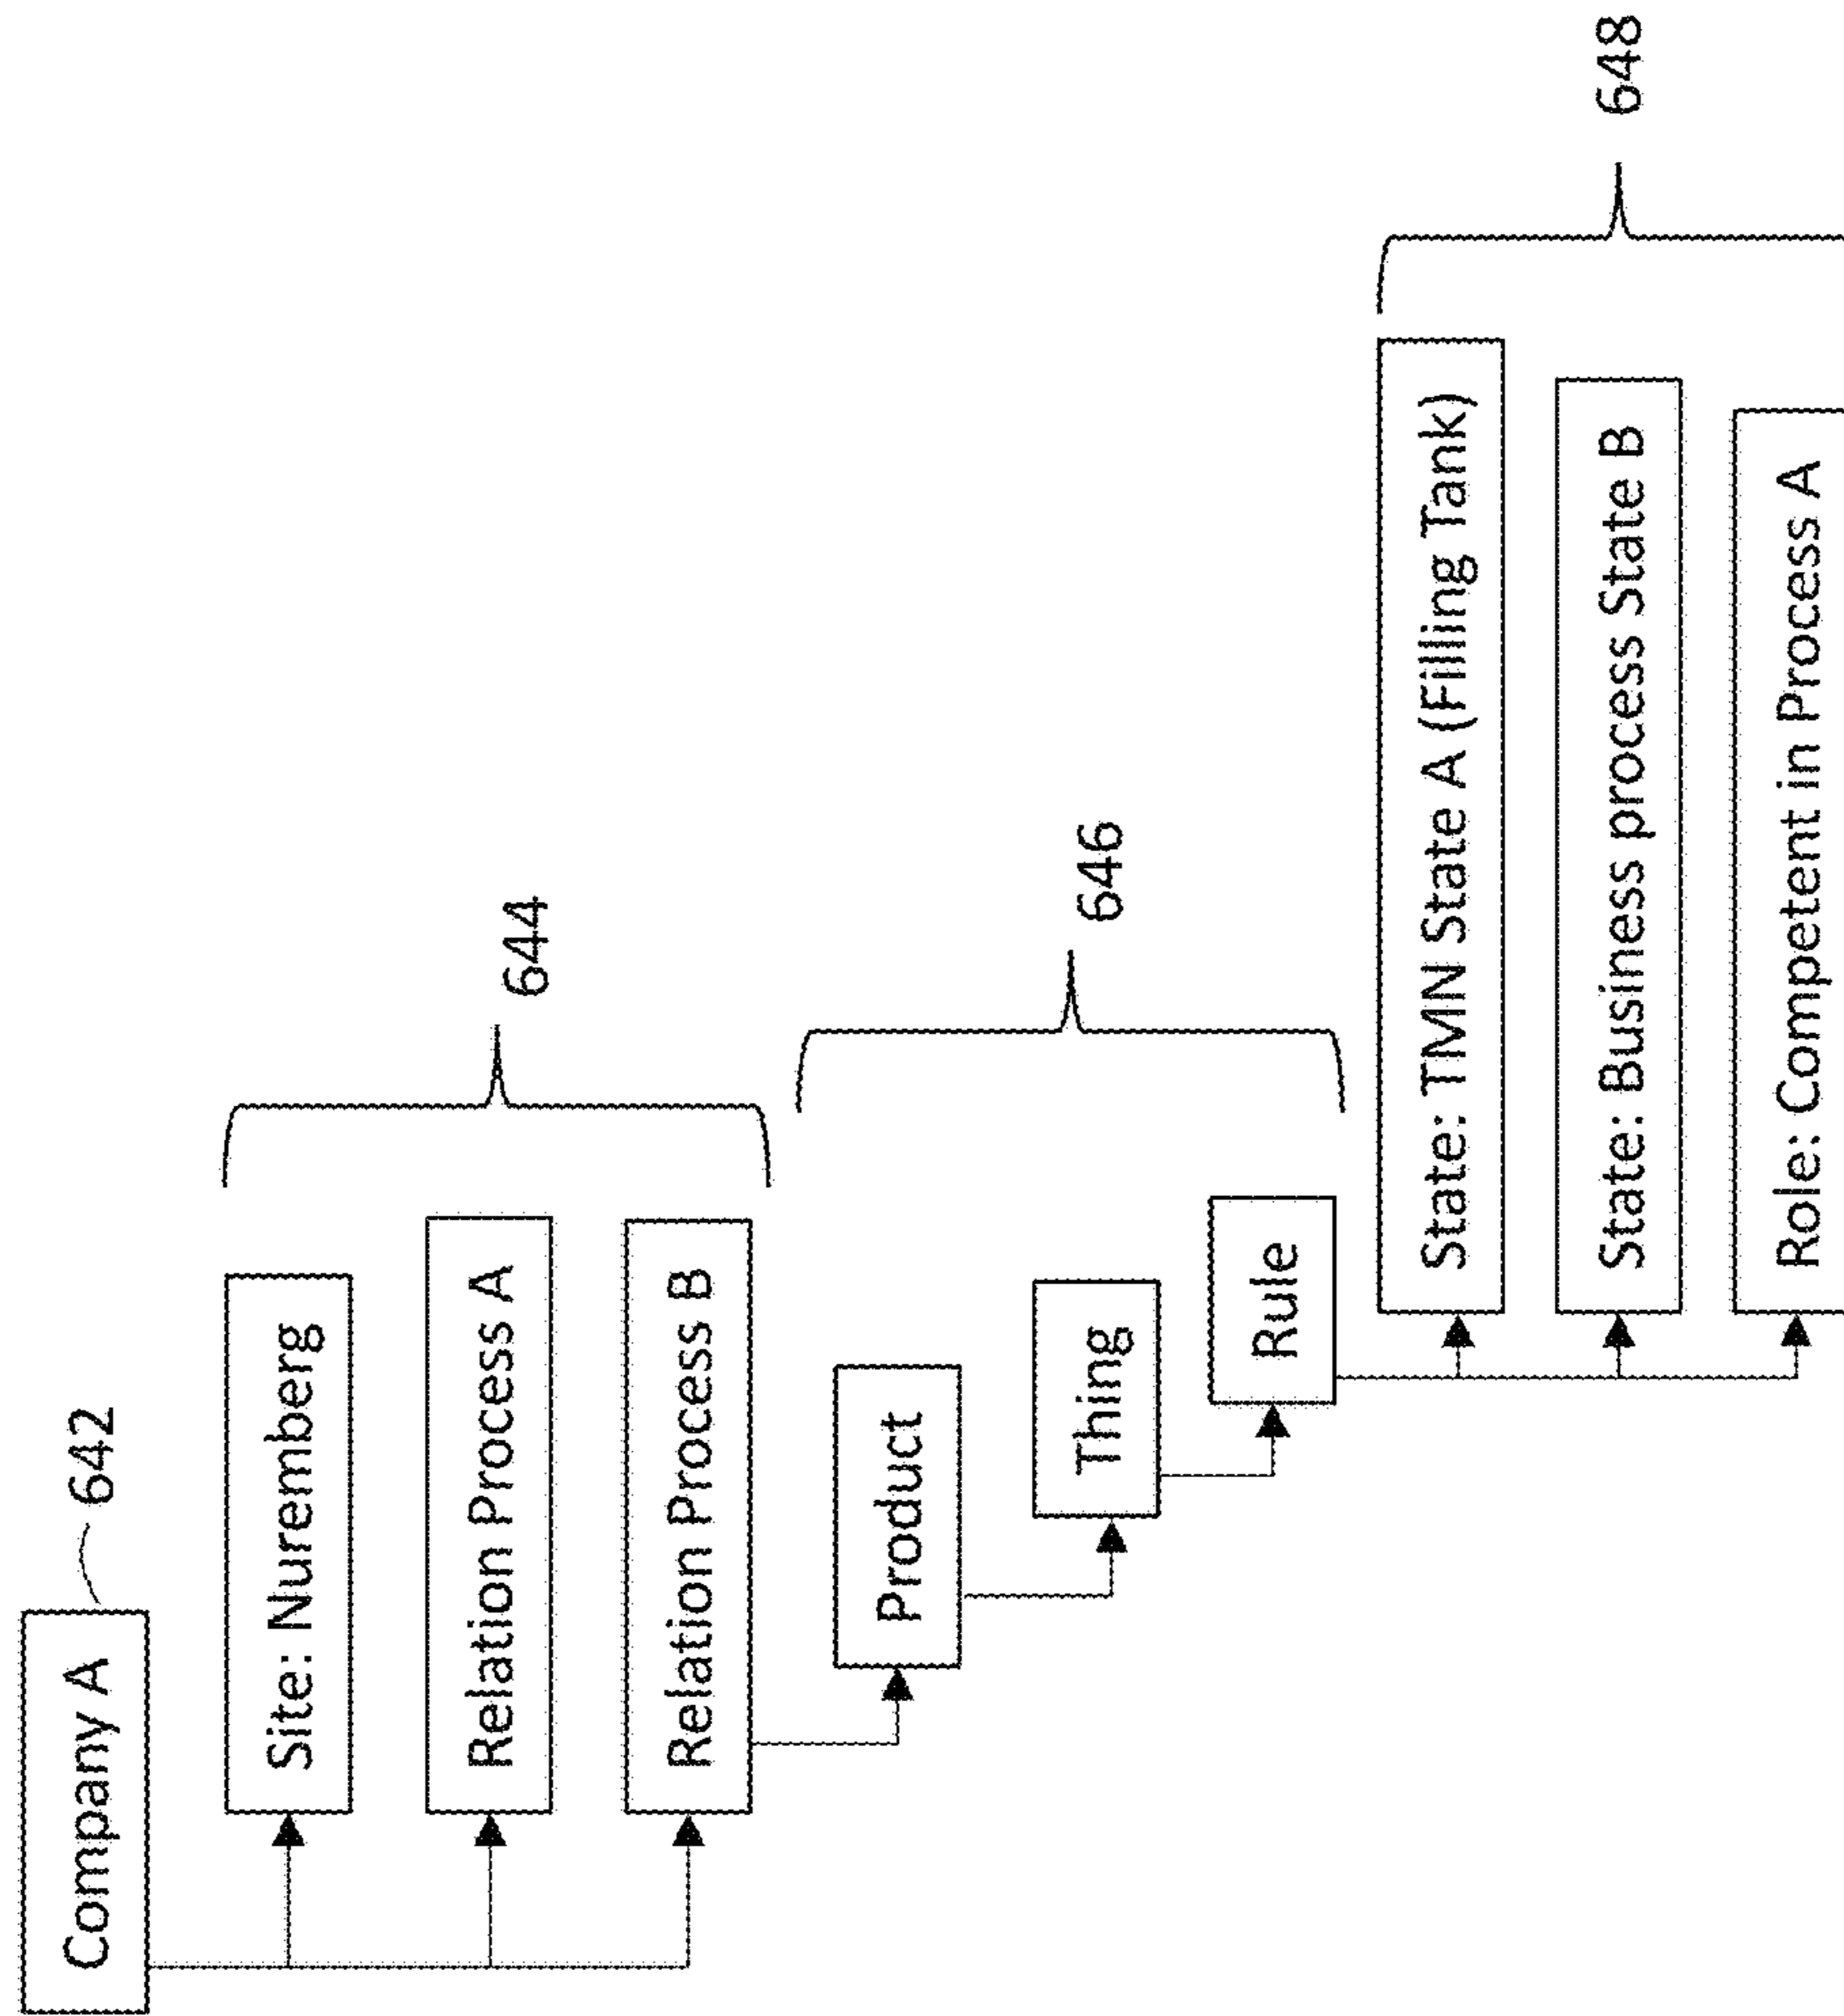 Company A
642
Site: Nuremberg
Relation Process A
Relation Process B
644
Product
Thing
Rule
646
State: TMN State A (Filling Tank)
State: Business process State B
Role: Competent in Process A
648